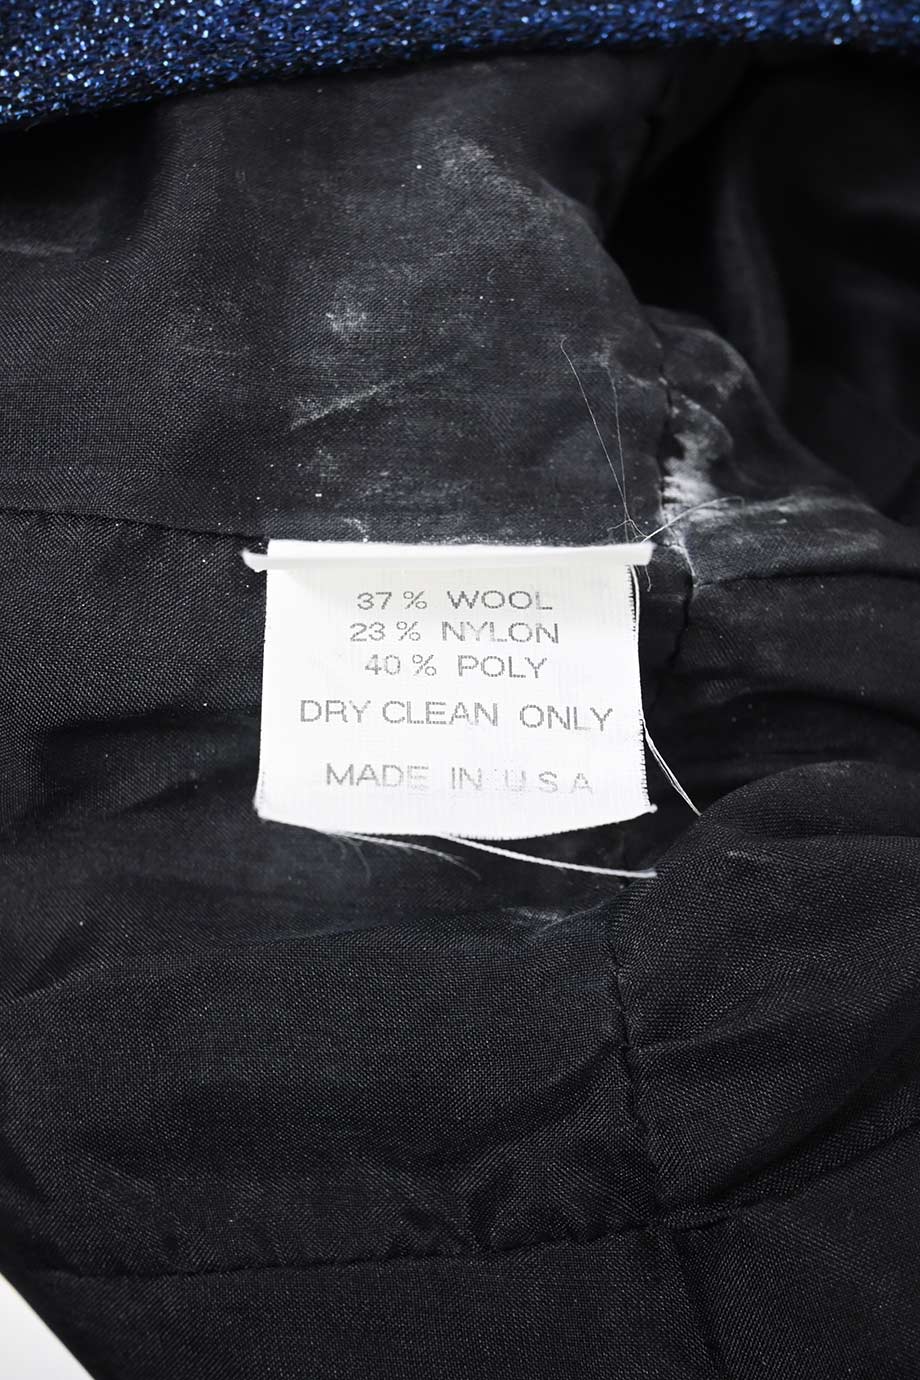 37% WOOL
23% NYLON
40% POLY
DRY CLEAN ONLY
MADE IN U S A